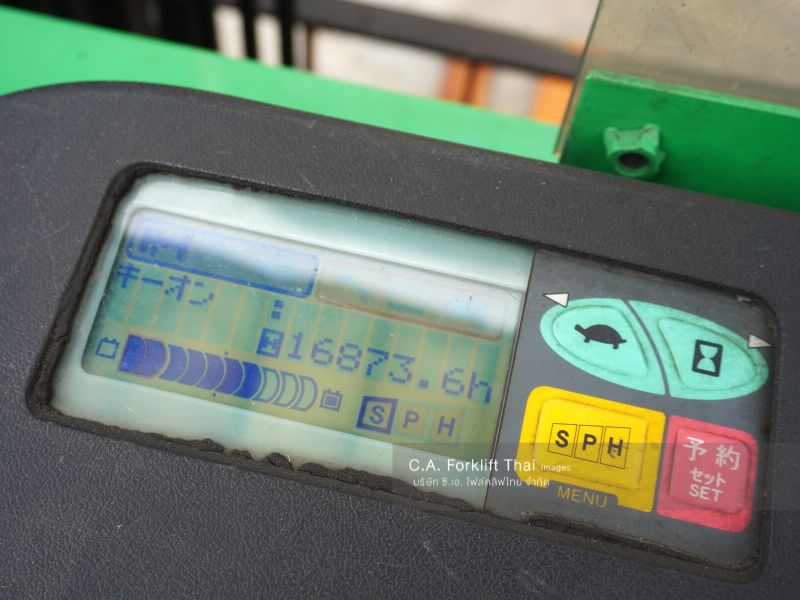 キーオン
16873.6h
S P H
SPH
MENU
予約
セット
SET
C.A. Forklift Thai Images
บริษัท ซี.เอ. โฟล์คลิฟไทย จำกัด